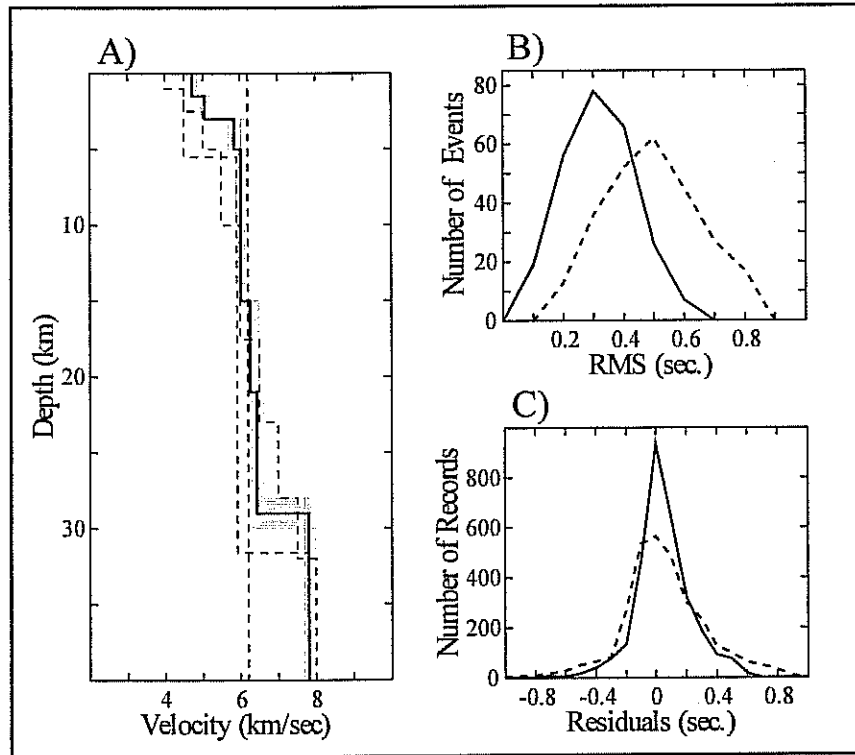 A)
10
20
30
Depth (km)
4 6 8
Velocity (km/sec)
B)
80
60
40
20
0
Number of Events
0.2 0.4 0.6 0.8
RMS (sec.)
C)
800
600
400
200
0
Number of Records
-0.8 -0.4 0 0.4 0.8
Residuals (sec.)